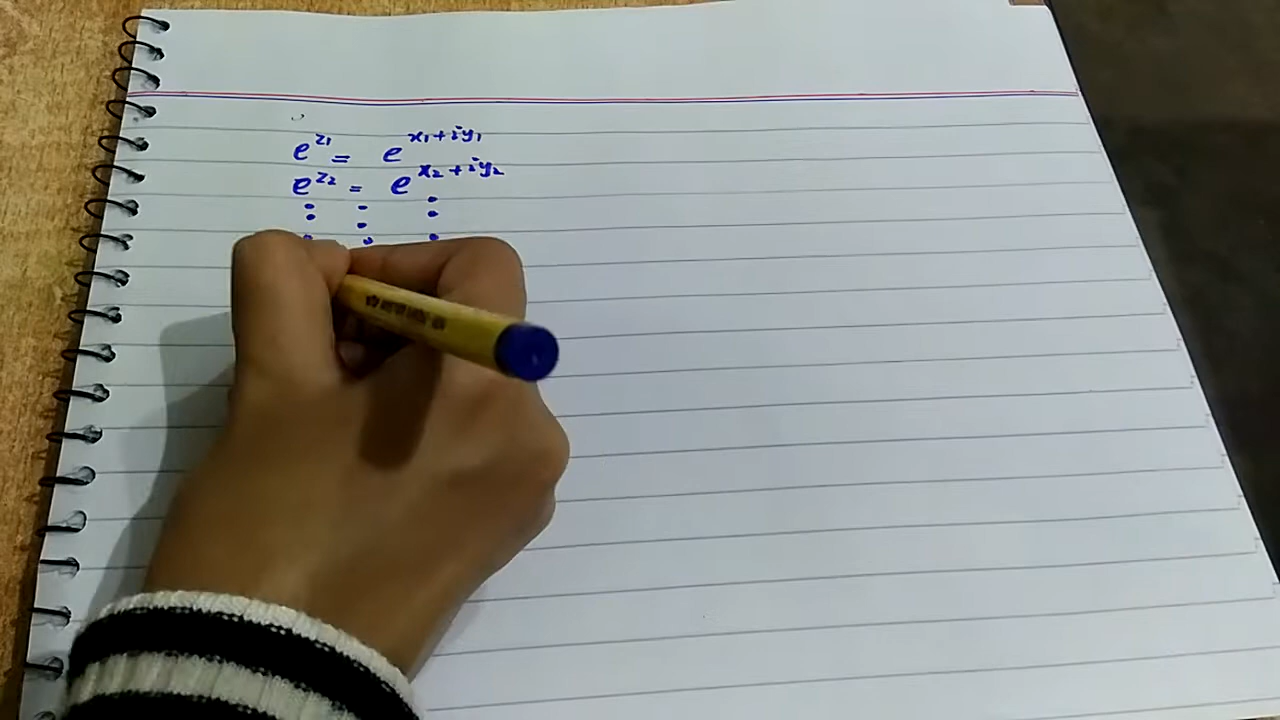 e^z₁ = e^x₁+iy₁
e^z₂ = e^x₂+iy₂
⋮ ⋮ ⋮